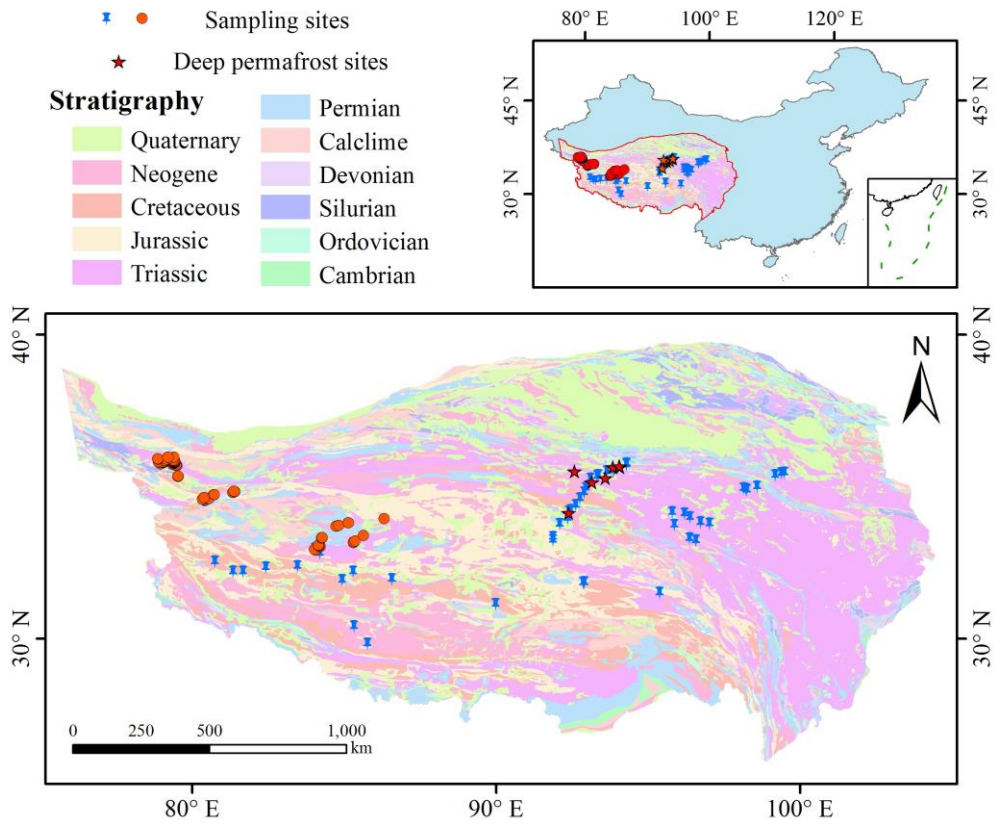 Sampling sites
Deep permafrost sites
Stratigraphy
Quaternary
Neogene
Cretaceous
Jurassic
Triassic
Permian
Calclime
Devonian
Silurian
Ordovician
Cambrian
80° E
100° E
120° E
45° N
30° N
45° N
30° N
40° N
30° N
40° N
30° N
N
0 250 500 1,000
km
80° E
90° E
100° E